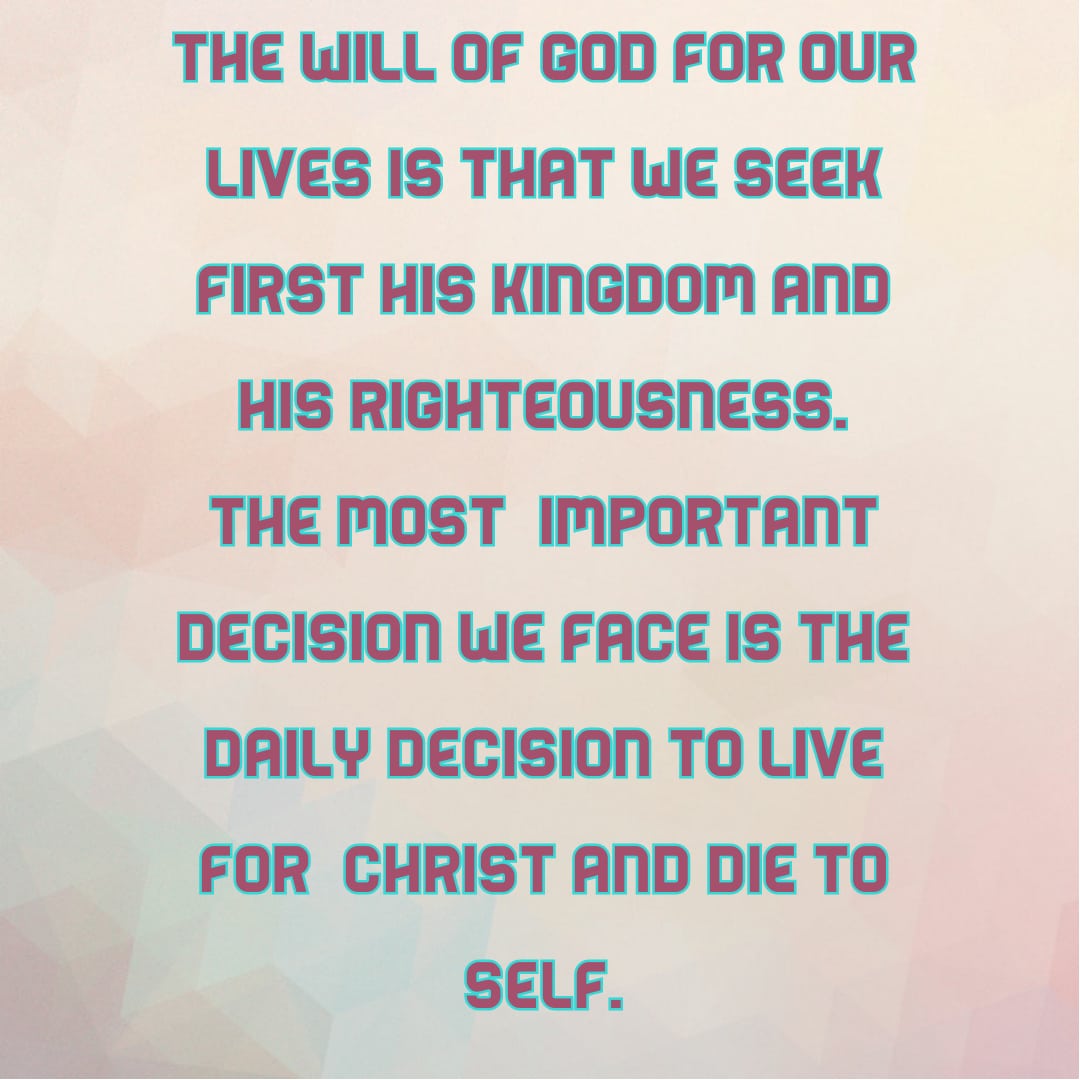 THE WILL OF GOD FOR OUR
LIVES IS THAT WE SEEK
FIRST HIS KINGDOM AND
HIS RIGHTEOUSNESS.
THE MOST  IMPORTANT
DECISION WE FACE IS THE
DAILY DECISION TO LIVE
FOR  CHRIST AND DIE TO
SELF.